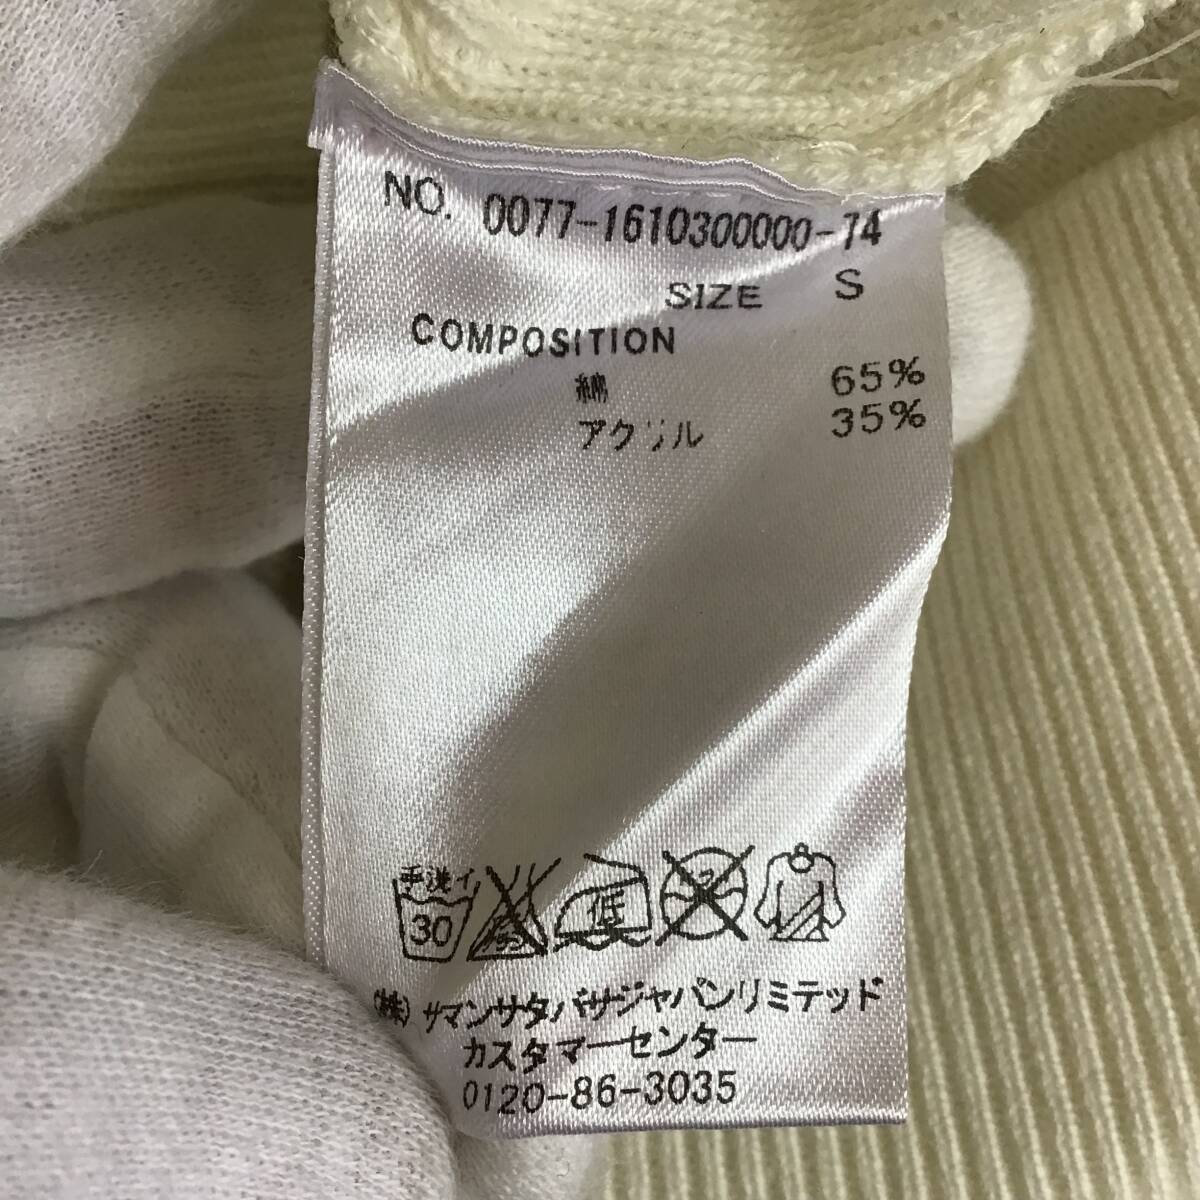 NO. 0077-1610300000-74
SIZE S
COMPOSITION
綿 65%
アクリル 35%
手洗イ
30 低
(株)サマンサタバサジャパンリミテッド
カスタマーセンター
0120-86-3035